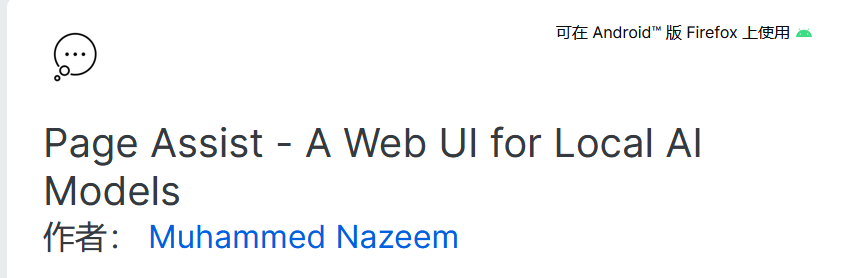 可在 Android™ 版 Firefox 上使用
Page Assist - A Web UI for Local AI
Models
作者： Muhammed Nazeem